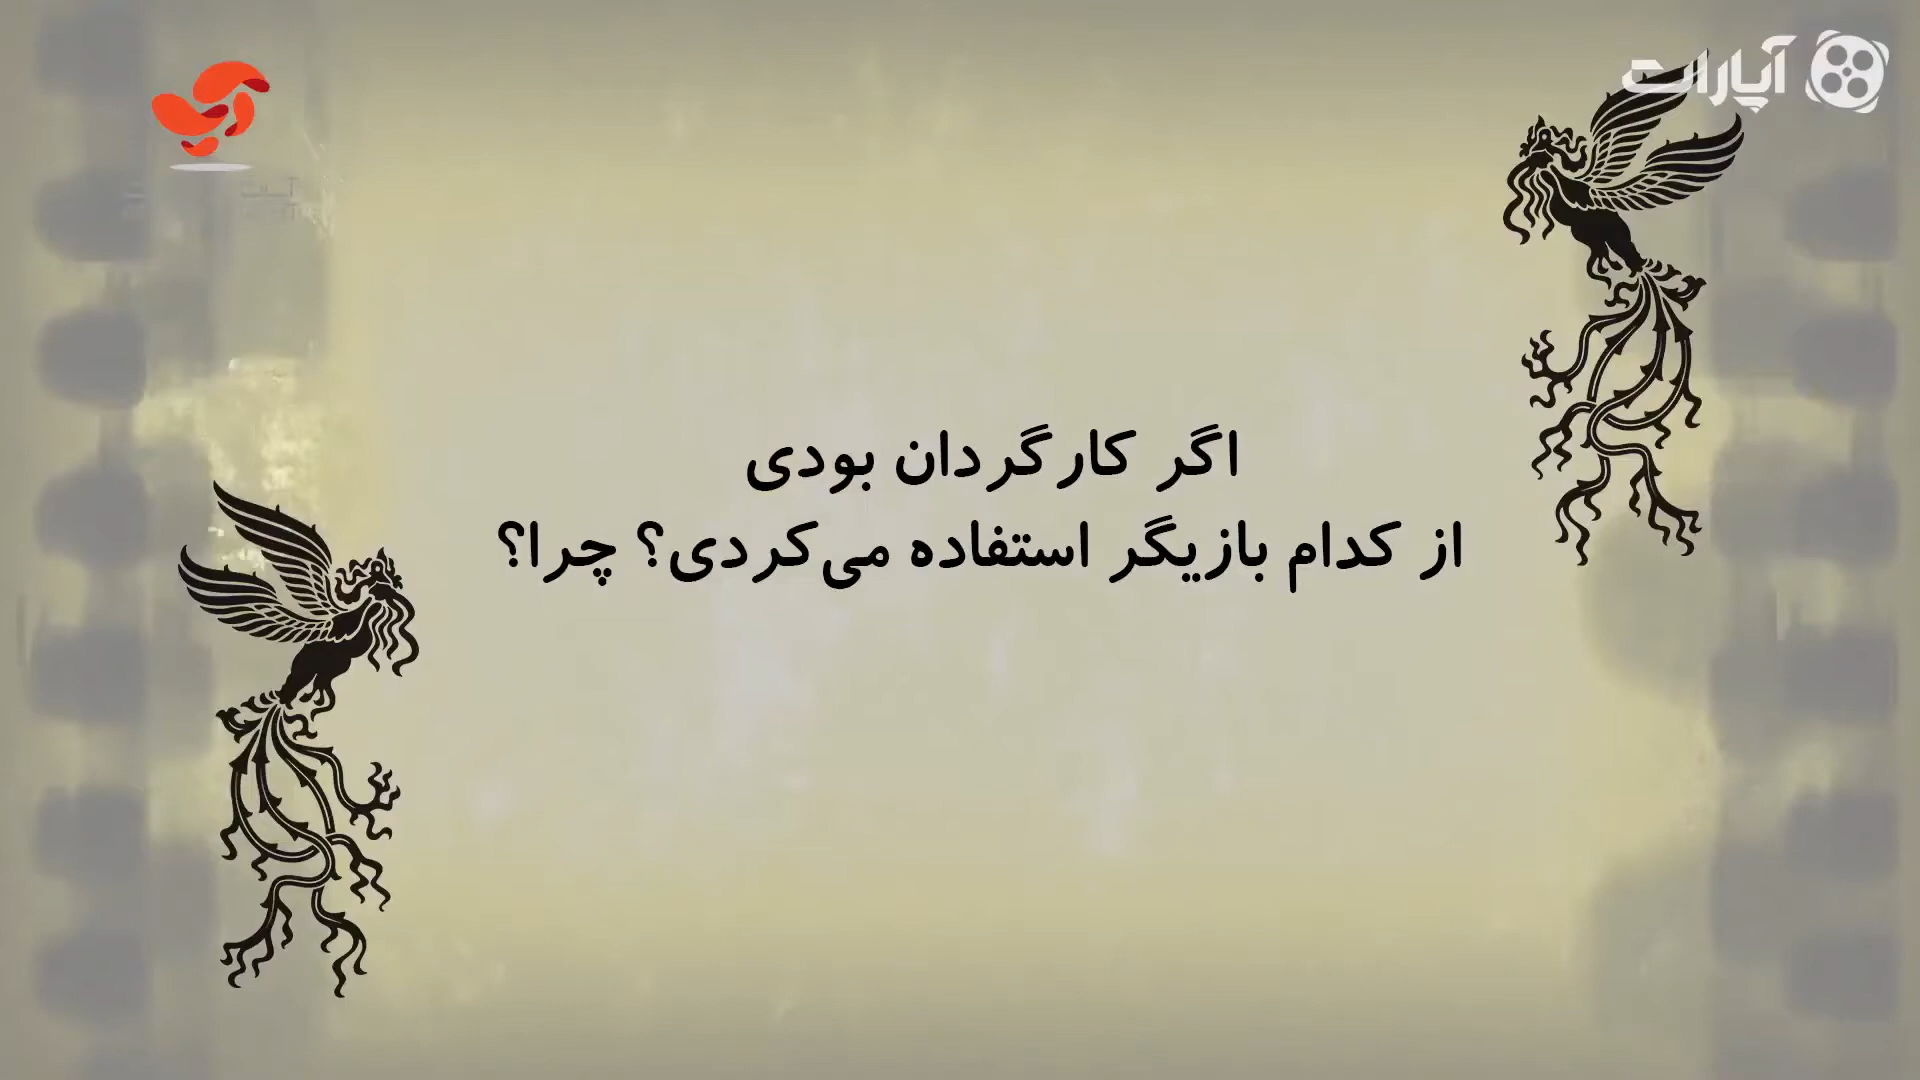 آپارات
اگر کارگردان بودی
از کدام بازیگر استفاده می‌کردی؟ چرا؟